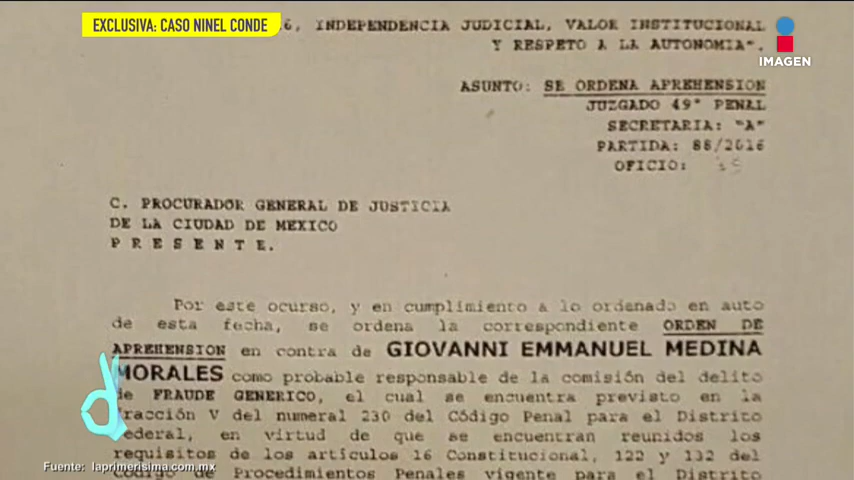 EXCLUSIVA: CASO NINEL CONDE
6, INDEPENDENCIA JUDICIAL, VALOR INSTITUCIONAL
Y RESPETO A LA AUTONOMIA".
IMAGEN
ASUNTO: SE ORDENA APREHENSION
JUZGADO 49° PENAL
SECRETARIA: "A"
PARTIDA: 88/2016
OFICIO:
C. PROCURADOR GENERAL DE JUSTICIA
DE LA CIUDAD DE MEXICO
P R E S E N T E.
Por este ocurso, y en cumplimiento a lo ordenado en auto
de esta fecha, se ordena la correspondiente ORDEN DE
APREHENSION en contra de GIOVANNI EMMANUEL MEDINA
MORALES como probable responsable de la comisión del delito
de FRAUDE GENERICO, el cual se encuentra previsto en la
fracción V del numeral 230 del Código Penal para el Distrito
Federal, en virtud de que se encuentran reunidos los
requisitos de los artículos 16 Constitucional, 122 y 132 del
Código de Procedimientos Penales vigente para el Distrito
Fuente: laprimerisima.com.mx